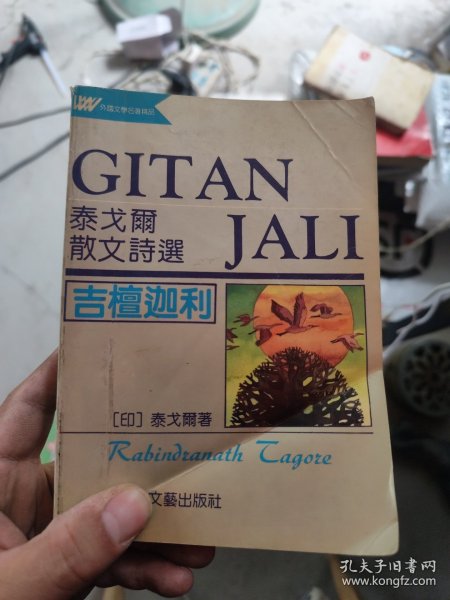 外國文學名著精品
GITAN
JALI
泰戈爾
散文詩選
吉檀迦利
［印］泰戈爾著
Rabindranath Tagore
文藝出版社
孔夫子旧书网
www.kongfz.com